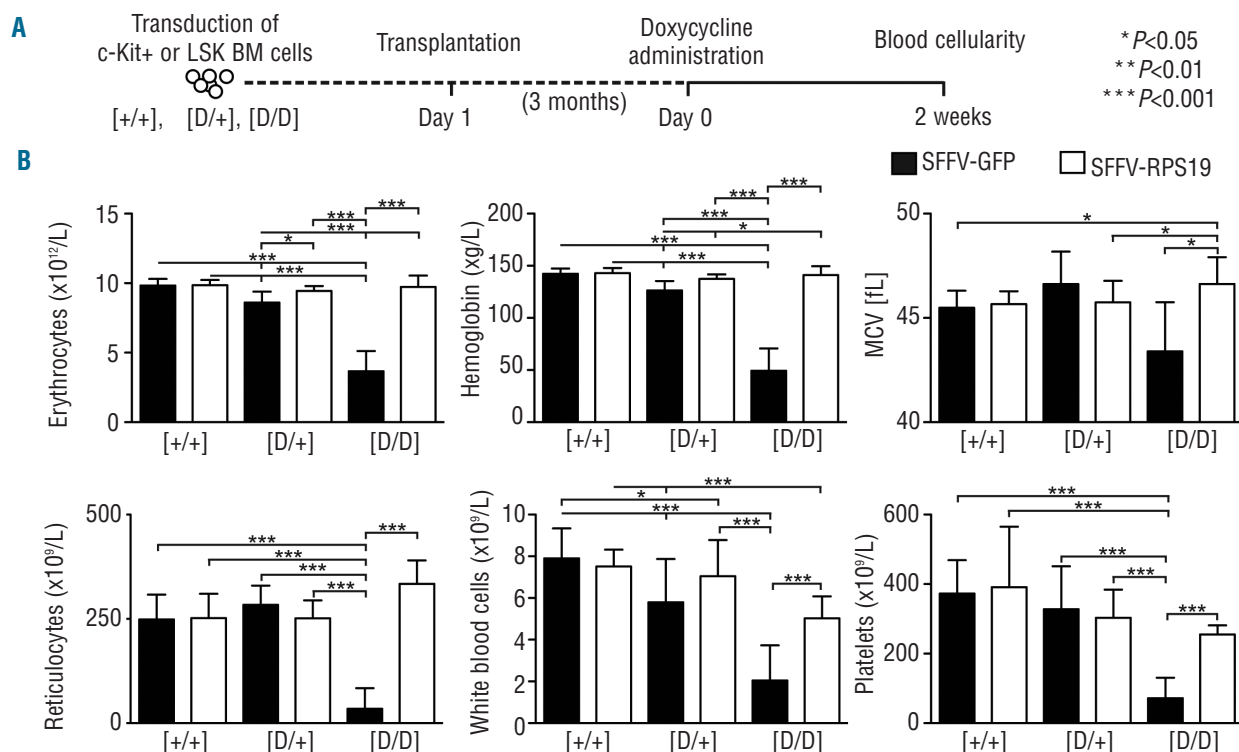 A
Transduction of
c-Kit+ or LSK BM cells
Transplantation
Doxycycline
administration
Blood cellularity
*P<0.05
**P<0.01
***P<0.001
(3 months)
[+/+], [D/+], [D/D]
Day 1
Day 0
2 weeks
B
SFFV-GFP
SFFV-RPS19
Erythrocytes (x10¹²/L)
15
10
5
0
***
***
***
*
***
***
[+/+] [D/+] [D/D]
Hemoglobin (xg/L)
200
150
100
50
0
***
***
***
*
***
***
[+/+] [D/+] [D/D]
MCV [fL]
50
45
40
*
*
*
[+/+] [D/+] [D/D]
Reticulocytes (x10⁹/L)
500
250
0
***
***
***
***
***
[+/+] [D/+] [D/D]
White blood cells (x10⁹/L)
10
8
6
4
2
0
***
*
***
***
***
[+/+] [D/+] [D/D]
Platelets (x10⁹/L)
600
400
200
0
***
***
***
***
***
[+/+] [D/+] [D/D]